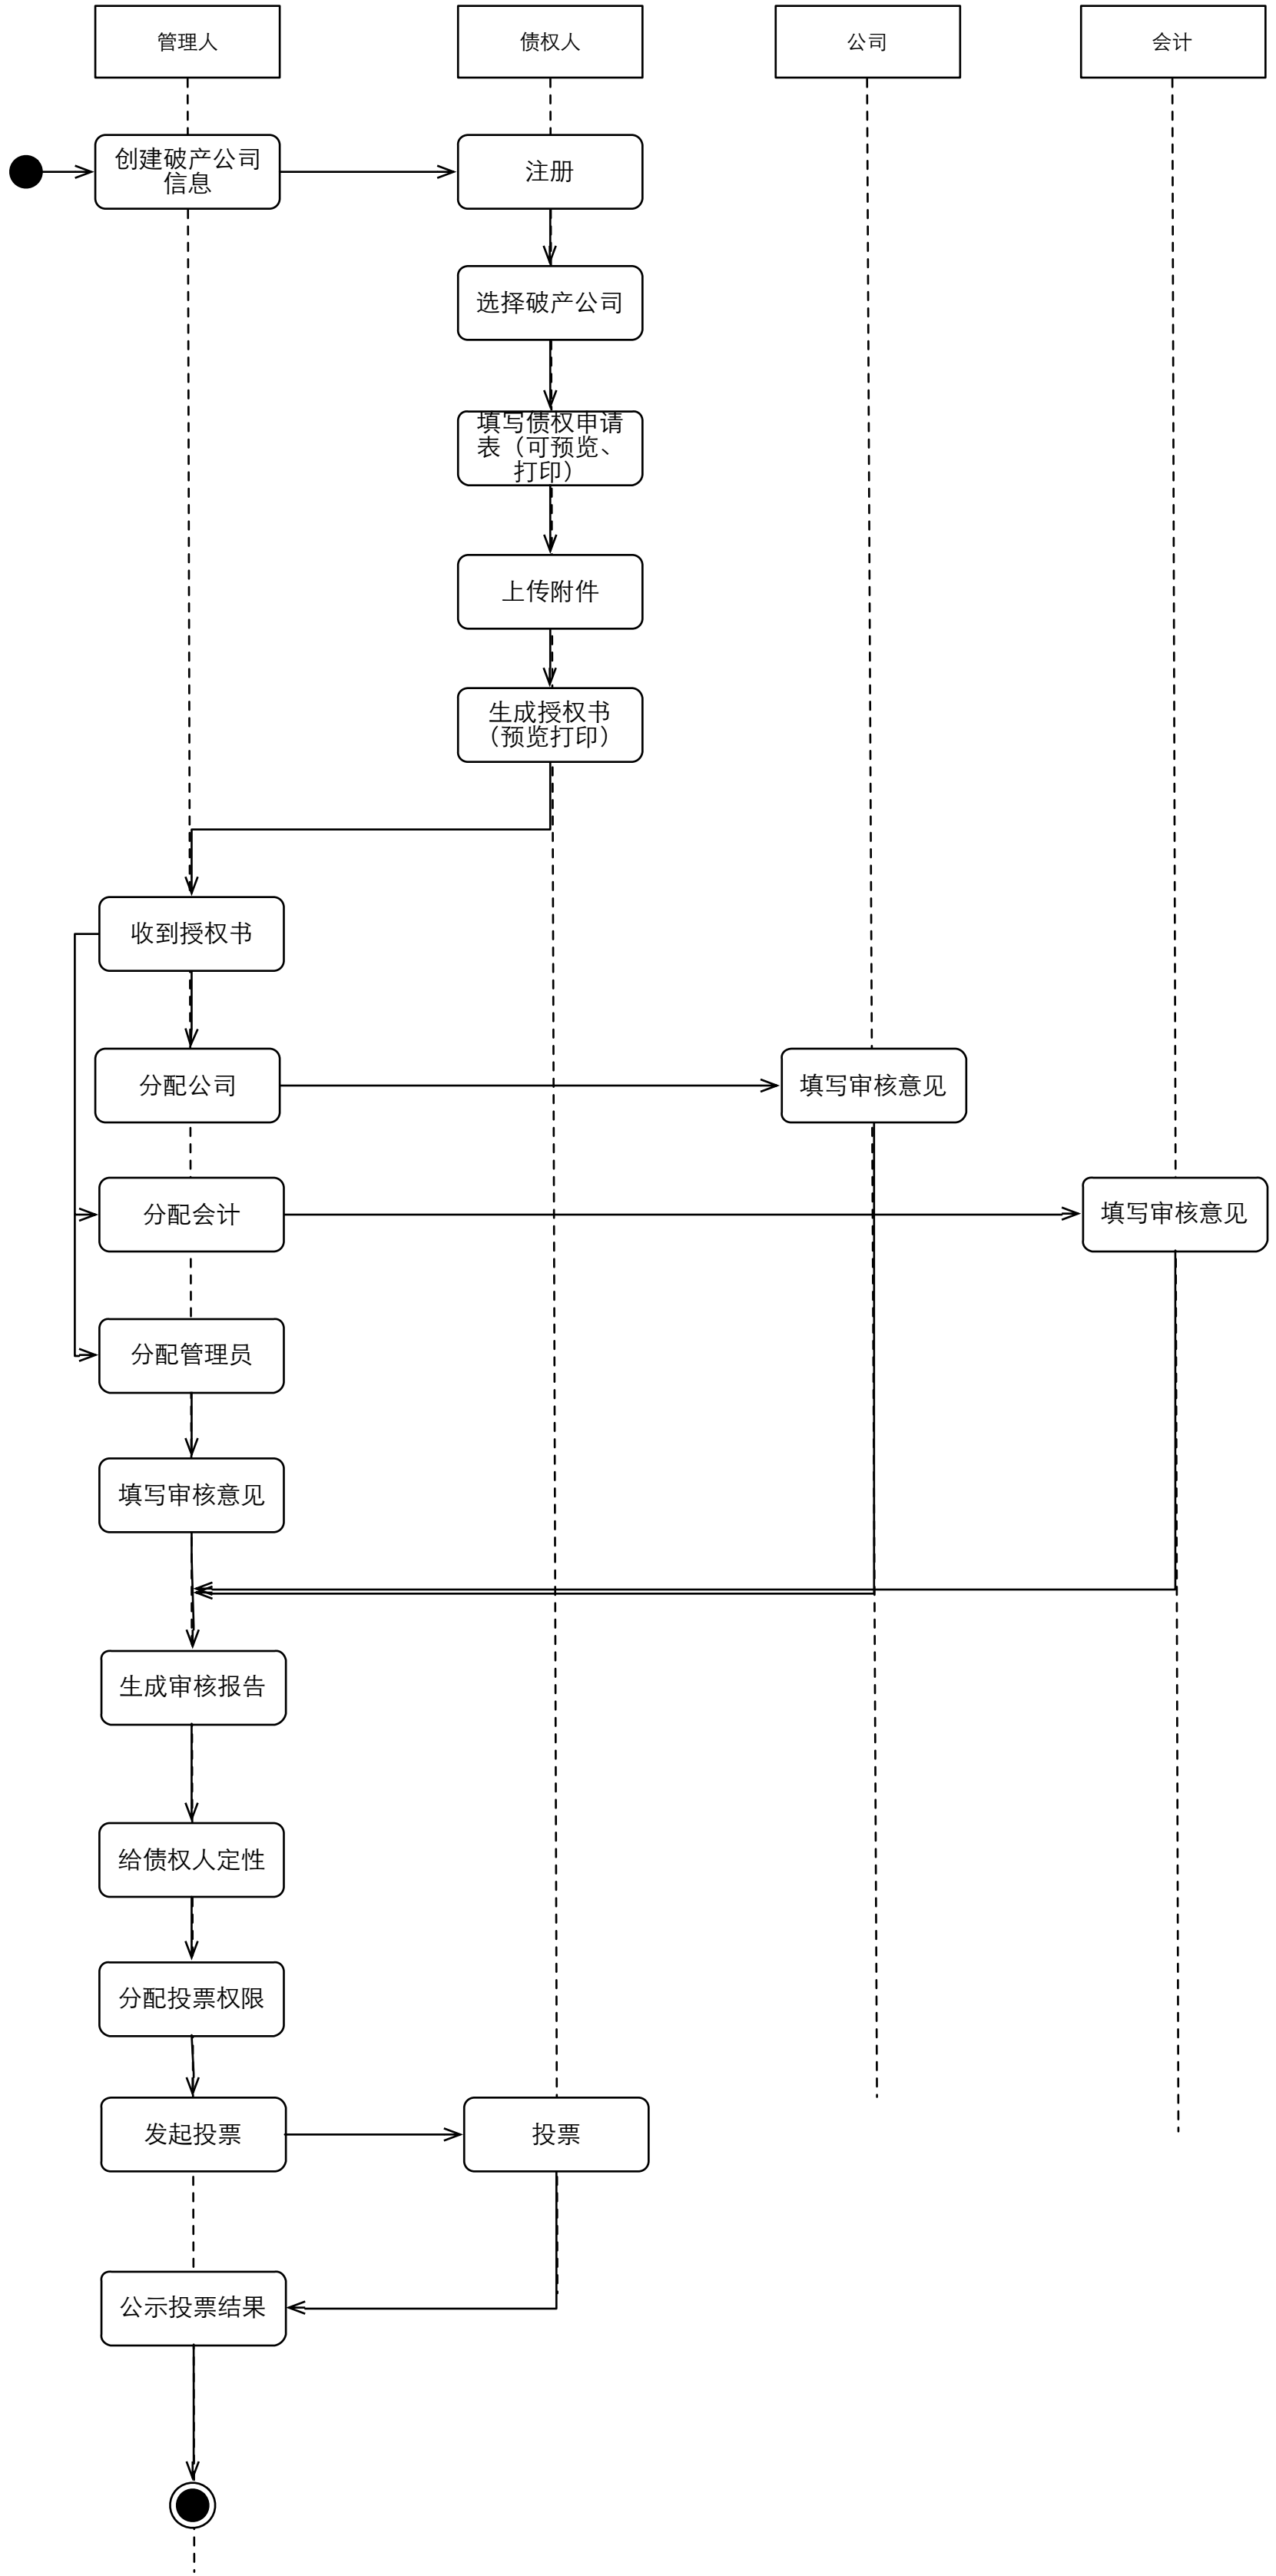 管理人
债权人
公司
会计
创建破产公司
信息
注册
选择破产公司
填写债权申请
表（可预览、
打印）
上传附件
生成授权书
（预览打印）
收到授权书
分配公司
填写审核意见
分配会计
填写审核意见
分配管理员
填写审核意见
生成审核报告
给债权人定性
分配投票权限
发起投票
投票
公示投票结果